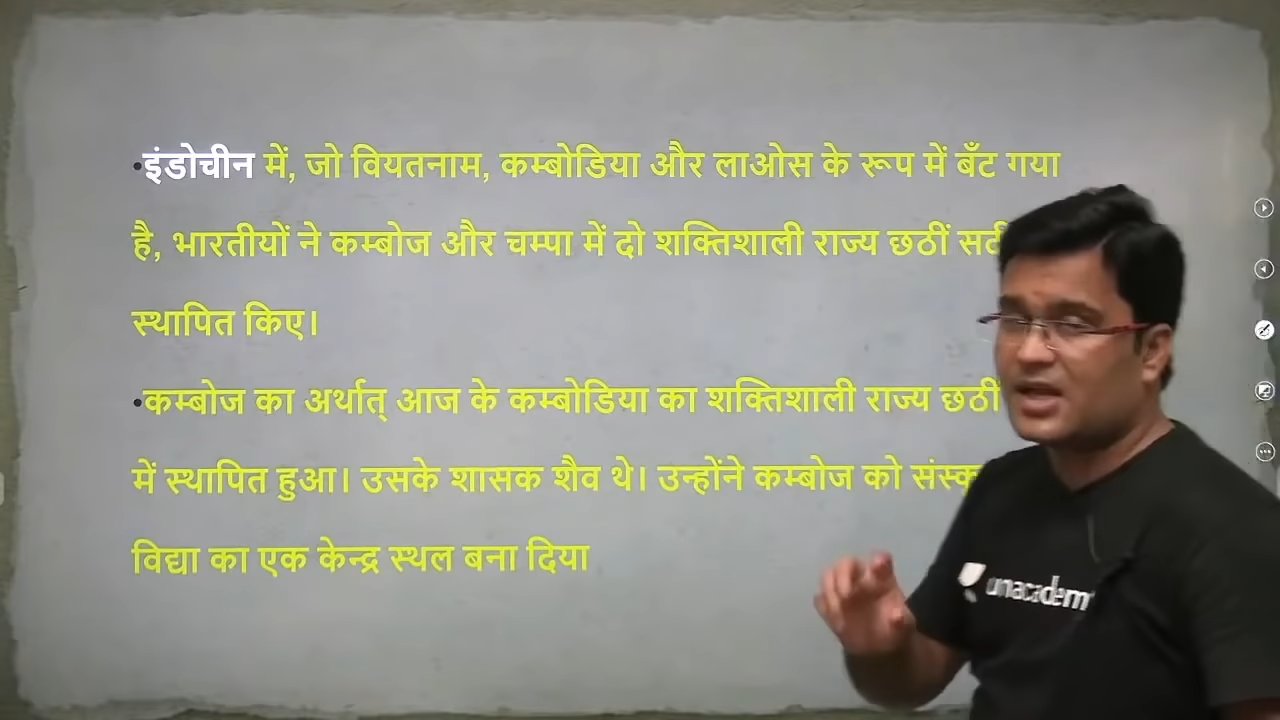 •इंडोचीन में, जो वियतनाम, कम्बोडिया और लाओस के रूप में बँट गया
है, भारतीयों ने कम्बोज और चम्पा में दो शक्तिशाली राज्य छठीं
स्थापित किए।
•कम्बोज का अर्थात् आज के कम्बोडिया का शक्तिशाली राज्य छठीं
में स्थापित हुआ। उसके शासक शैव थे। उन्होंने कम्बोज को
विद्या का एक केन्द्र स्थल बना दिया
unacadem